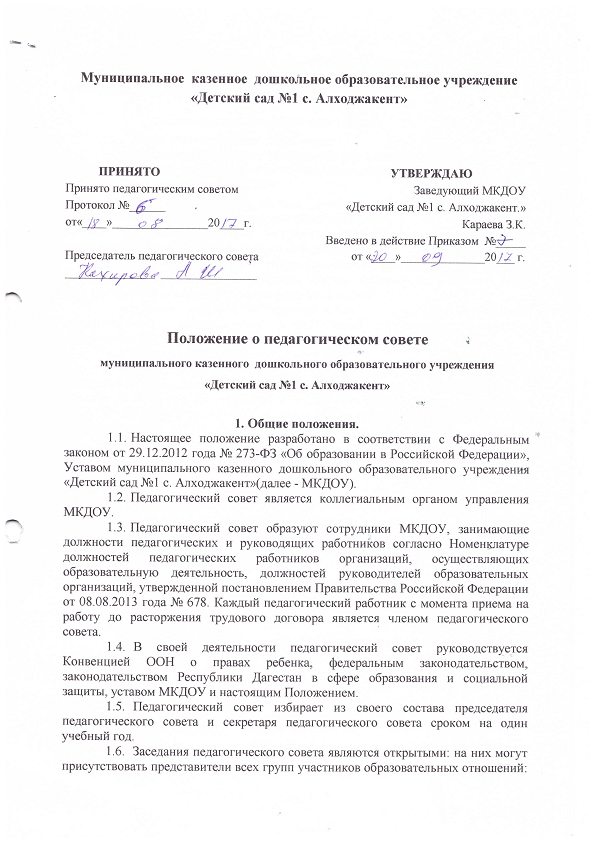 Муниципальное казенное дошкольное образовательное учреждение
«Детский сад №1 с. Алходжакент»
ПРИНЯТО
Принято педагогическим советом
Протокол №
от« 18 » 08 2017 г.
Председатель педагогического совета
А Ш
УТВЕРЖДАЮ
Заведующий МКДОУ
«Детский сад №1 с. Алходжакент.»
Караева З.К.
Введено в действие Приказом №
от «20 » 09 2017 г.
Положение о педагогическом совете
муниципального казенного дошкольного образовательного учреждения
«Детский сад №1 с. Алходжакент»
1. Общие положения.
1.1. Настоящее положение разработано в соответствии с Федеральным
законом от 29.12.2012 года № 273-ФЗ «Об образовании в Российской Федерации»,
Уставом муниципального казенного дошкольного образовательного учреждения
«Детский сад №1 с. Алходжакент»(далее - МКДОУ).
1.2. Педагогический совет является коллегиальным органом управления
МКДОУ.
1.3. Педагогический совет образуют сотрудники МКДОУ, занимающие
должности педагогических и руководящих работников согласно Номенклатуре
должностей педагогических работников организаций, осуществляющих
образовательную деятельность, должностей руководителей образовательных
организаций, утвержденной постановлением Правительства Российской Федерации
от 08.08.2013 года № 678. Каждый педагогический работник с момента приема на
работу до расторжения трудового договора является членом педагогического
совета.
1.4. В своей деятельности педагогический совет руководствуется
Конвенцией ООН о правах ребенка, федеральным законодательством,
законодательством Республики Дагестан в сфере образования и социальной
защиты, уставом МКДОУ и настоящим Положением.
1.5. Педагогический совет избирает из своего состава председателя
педагогического совета и секретаря педагогического совета сроком на один
учебный год.
1.6. Заседания педагогического совета являются открытыми: на них могут
присутствовать представители всех групп участников образовательных отношений: